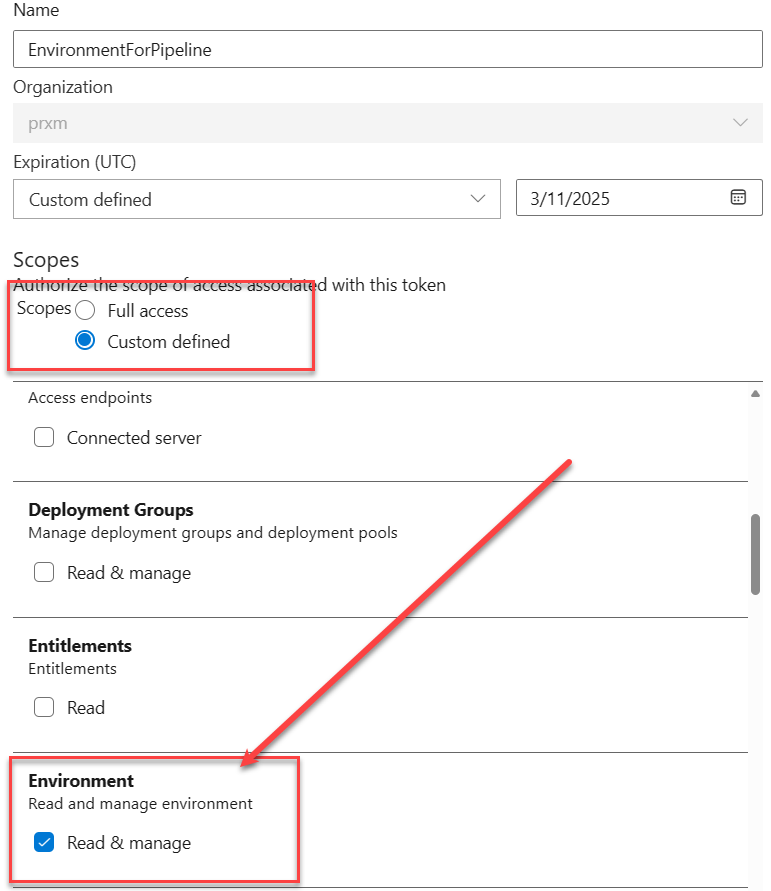 Name
EnvironmentForPipeline
Organization
prxm
Expiration (UTC)
Custom defined
3/11/2025
Scopes
Authorize the scope of access associated with this token
Scopes
Full access
Custom defined
Access endpoints
Connected server
Deployment Groups
Manage deployment groups and deployment pools
Read & manage
Entitlements
Entitlements
Read
Environment
Read and manage environment
Read & manage